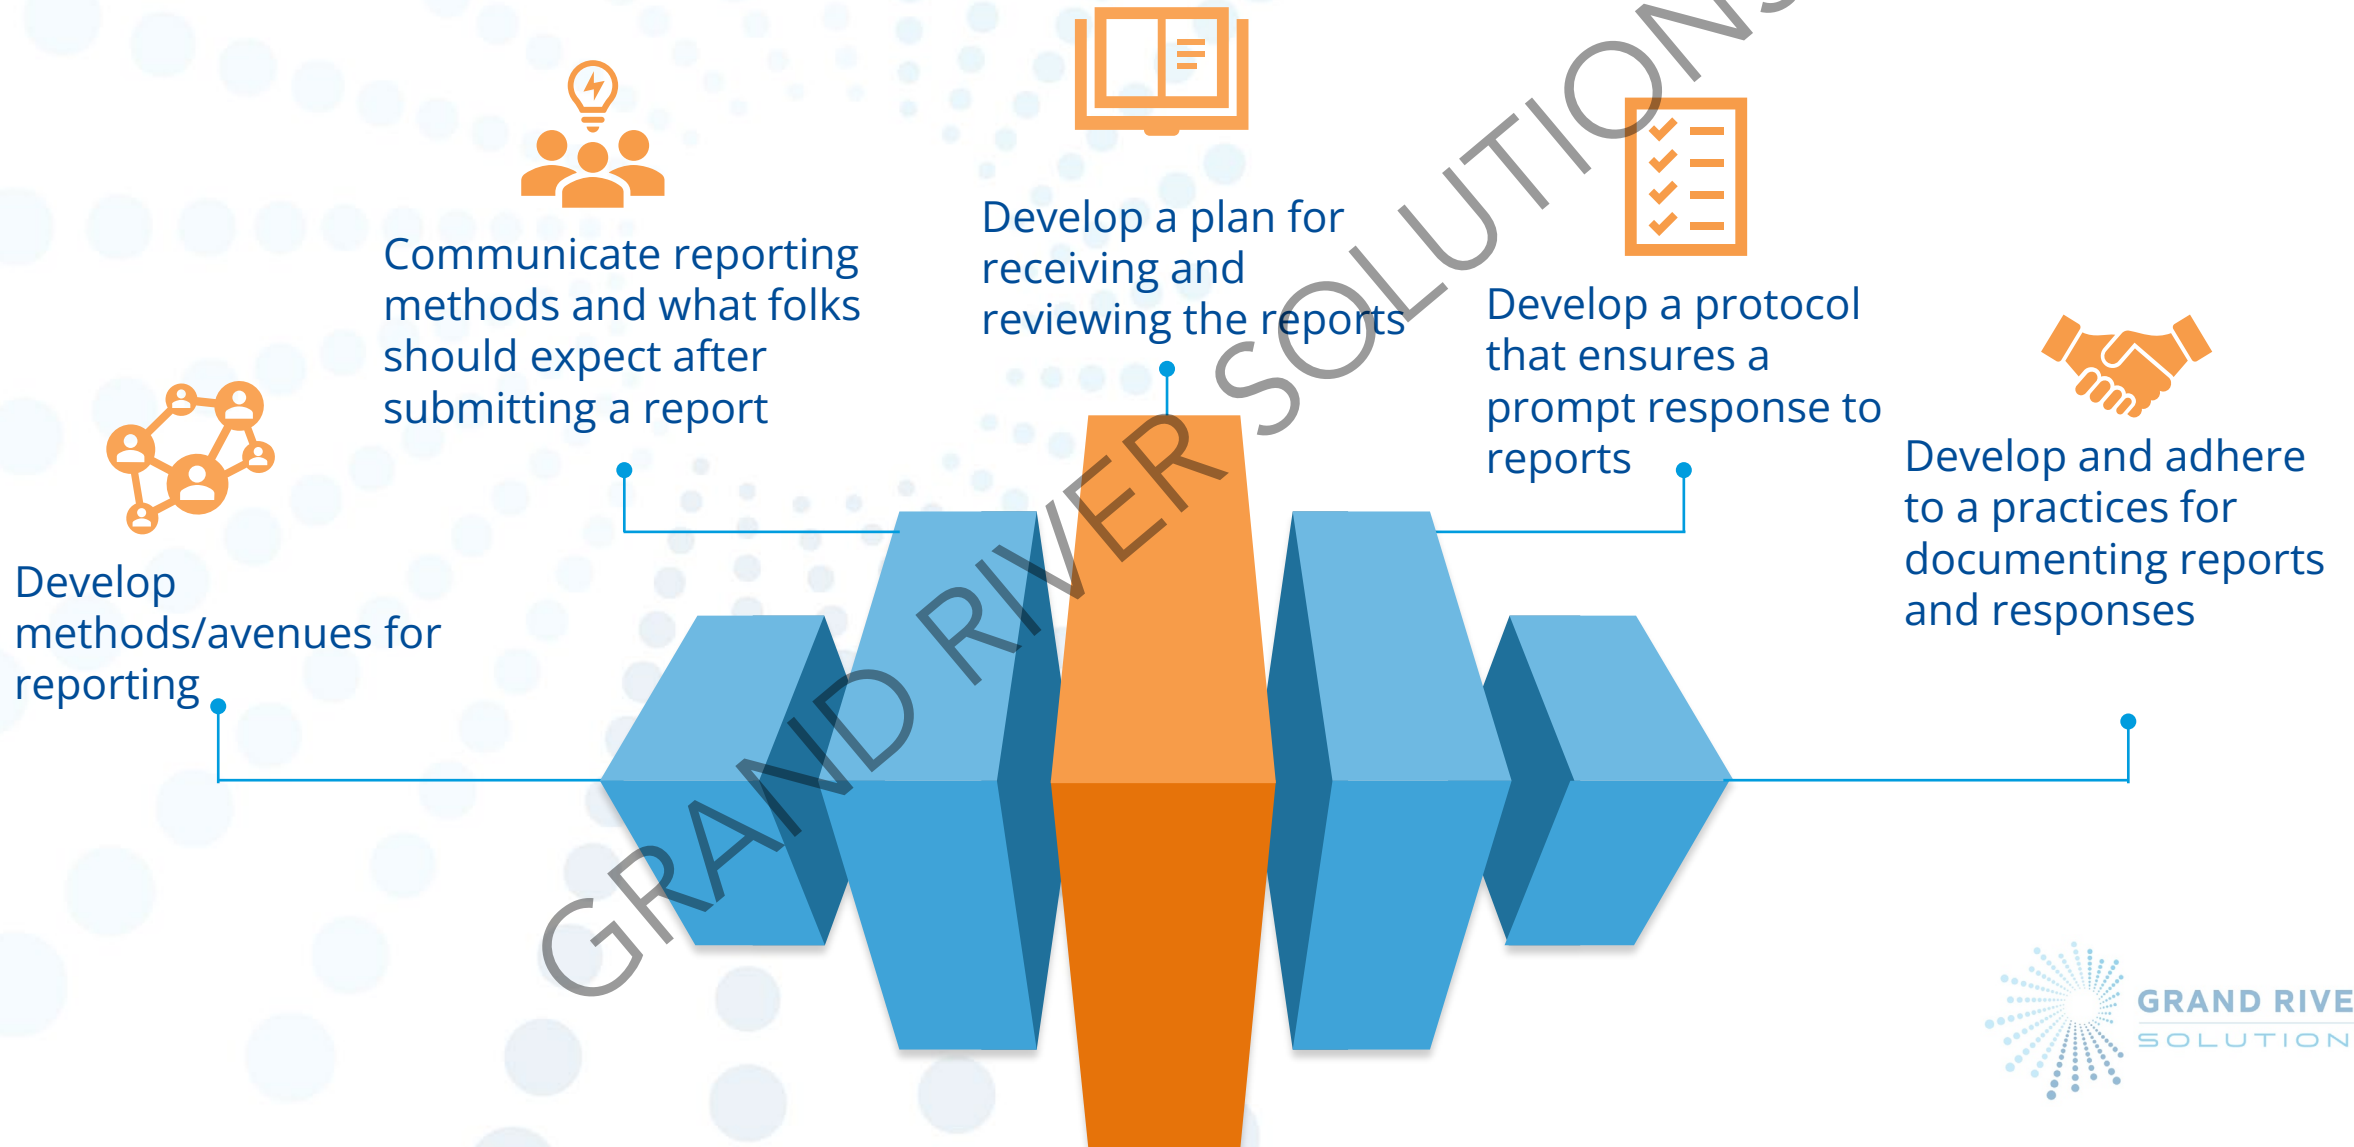 Develop
methods/avenues for
reporting
Communicate reporting
methods and what folks
should expect after
submitting a report
Develop a plan for
receiving and
reviewing the reports
Develop a protocol
that ensures a
prompt response to
reports
Develop and adhere
to a practices for
documenting reports
and responses
GRAND RIVER SOLUTIONS
GRAND RIVE
SOLUTION